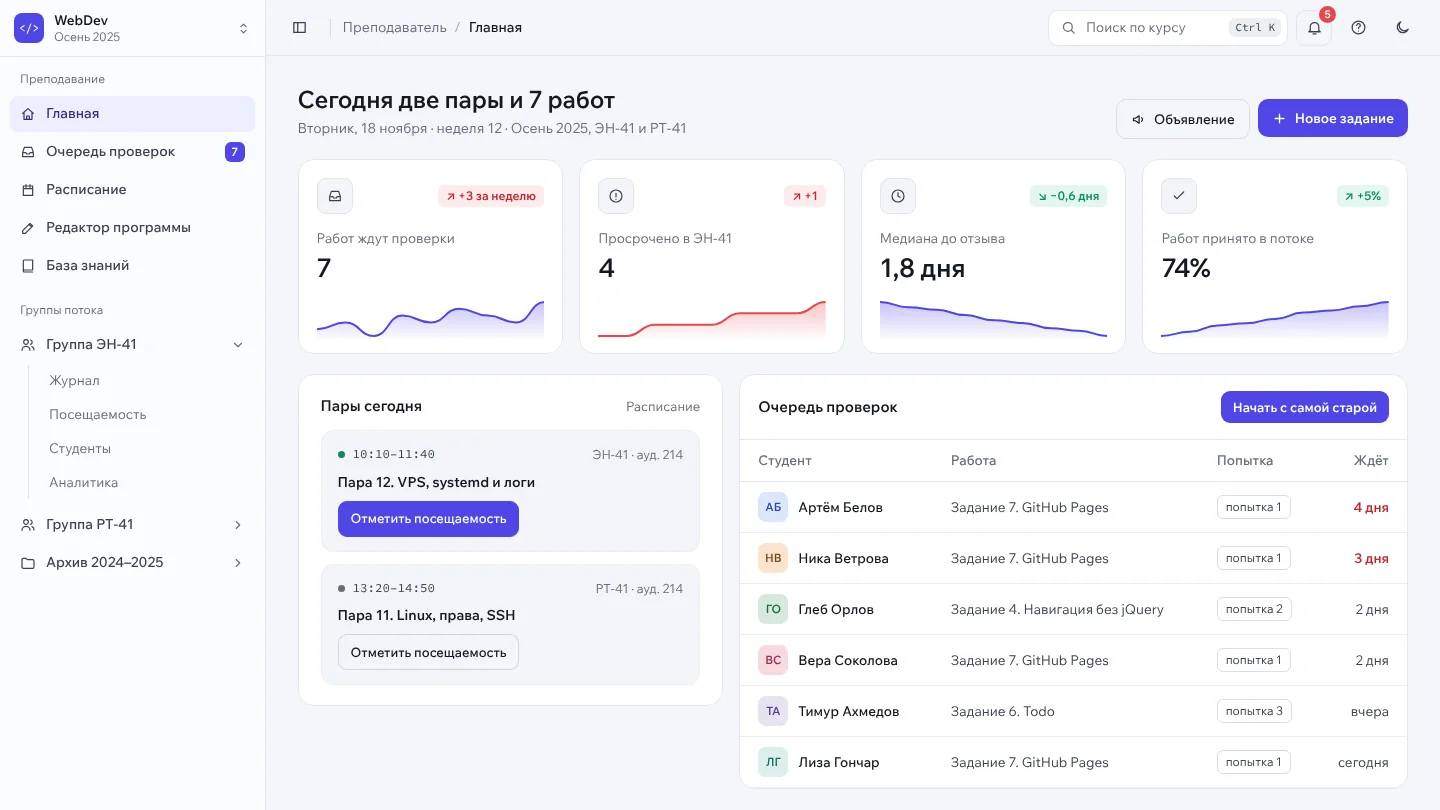 </> WebDev
Осень 2025
Преподавание
Главная
Очередь проверок 7
Расписание
Редактор программы
База знаний
Группы потока
Группа ЭН-41
Журнал
Посещаемость
Студенты
Аналитика
Группа РТ-41
Архив 2024–2025
Преподаватель / Главная
Поиск по курсу Ctrl K
5
Сегодня две пары и 7 работ
Вторник, 18 ноября · неделя 12 · Осень 2025, ЭН-41 и РТ-41
Объявление
Новое задание
+3 за неделю
Работ ждут проверки
7
+1
Просрочено в ЭН-41
4
−0,6 дня
Медиана до отзыва
1,8 дня
+5%
Работ принято в потоке
74%
Пары сегодня Расписание
10:10–11:40 ЭН-41 · ауд. 214
Пара 12. VPS, systemd и логи
Отметить посещаемость
13:20–14:50 РТ-41 · ауд. 214
Пара 11. Linux, права, SSH
Отметить посещаемость
Очередь проверок Начать с самой старой
Студент Работа Попытка Ждёт
АБ Артём Белов Задание 7. GitHub Pages попытка 1 4 дня
НВ Ника Ветрова Задание 7. GitHub Pages попытка 1 3 дня
ГО Глеб Орлов Задание 4. Навигация без jQuery попытка 2 2 дня
ВС Вера Соколова Задание 7. GitHub Pages попытка 1 2 дня
ТА Тимур Ахмедов Задание 6. Todo попытка 3 вчера
ЛГ Лиза Гончар Задание 7. GitHub Pages попытка 1 сегодня